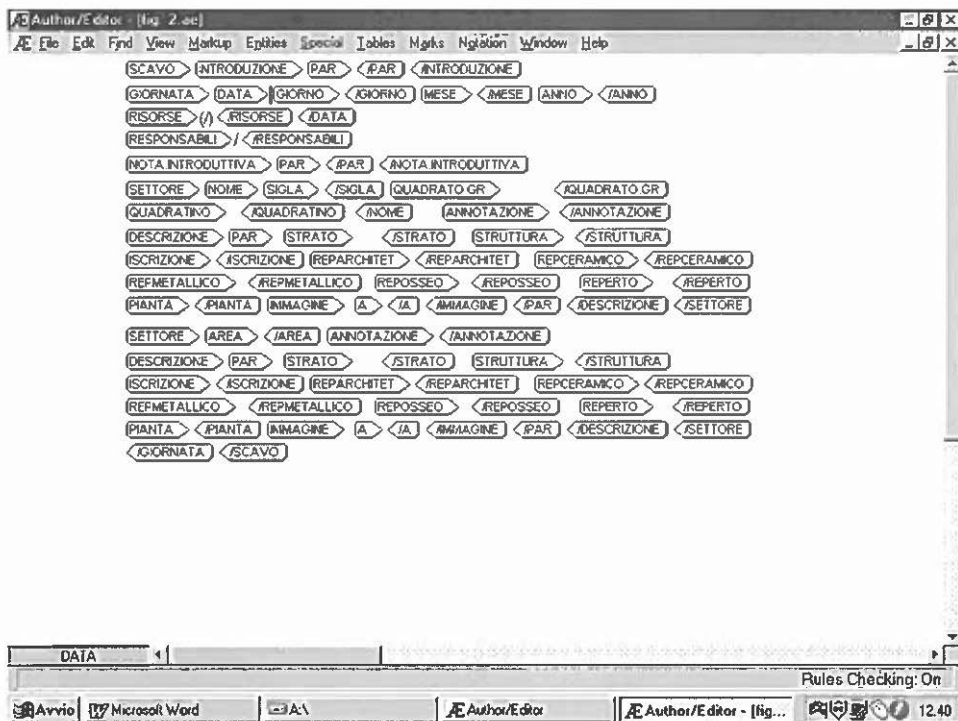 Author/Editor - [fig. 2.ae]
File Edit Find View Markup Entities Special Tables Marks Notation Window Help
SCAVO INTRODUZIONE PAR /PAR /INTRODUZIONE
GIORNATA DATA GIORNO /GIORNO MESE /MESE ANNO /ANNO
RISORSE (/) /RISORSE /DATA
RESPONSABILI / /RESPONSABILI
NOTA.INTRODUTTIVA PAR /PAR /NOTA.INTRODUTTIVA
SETTORE NOME SIGLA /SIGLA QUADRATO.GR /QUADRATO.GR
QUADRATINO /QUADRATINO /NOME ANNOTAZIONE /ANNOTAZIONE
DESCRIZIONE PAR STRATO /STRATO STRUTTURA /STRUTTURA
ISCRIZIONE /ISCRIZIONE REPARCHITET /REPARCHITET REPCERAMICO /REPCERAMICO
REPMETALLICO /REPMETALLICO REPOSSEO /REPOSSEO REPERTO /REPERTO
PIANTA /PIANTA IMMAGINE A /A /IMMAGINE /PAR /DESCRIZIONE /SETTORE
SETTORE AREA /AREA ANNOTAZIONE /ANNOTAZIONE
DESCRIZIONE PAR STRATO /STRATO STRUTTURA /STRUTTURA
ISCRIZIONE /ISCRIZIONE REPARCHITET /REPARCHITET REPCERAMICO /REPCERAMICO
REPMETALLICO /REPMETALLICO REPOSSEO /REPOSSEO REPERTO /REPERTO
PIANTA /PIANTA IMMAGINE A /A /IMMAGINE /PAR /DESCRIZIONE /SETTORE
/GIORNATA /SCAVO
DATA
Rules Checking: On
Avvio Microsoft Word A:\ Author/Editor Author/Editor - [fig... 12.40